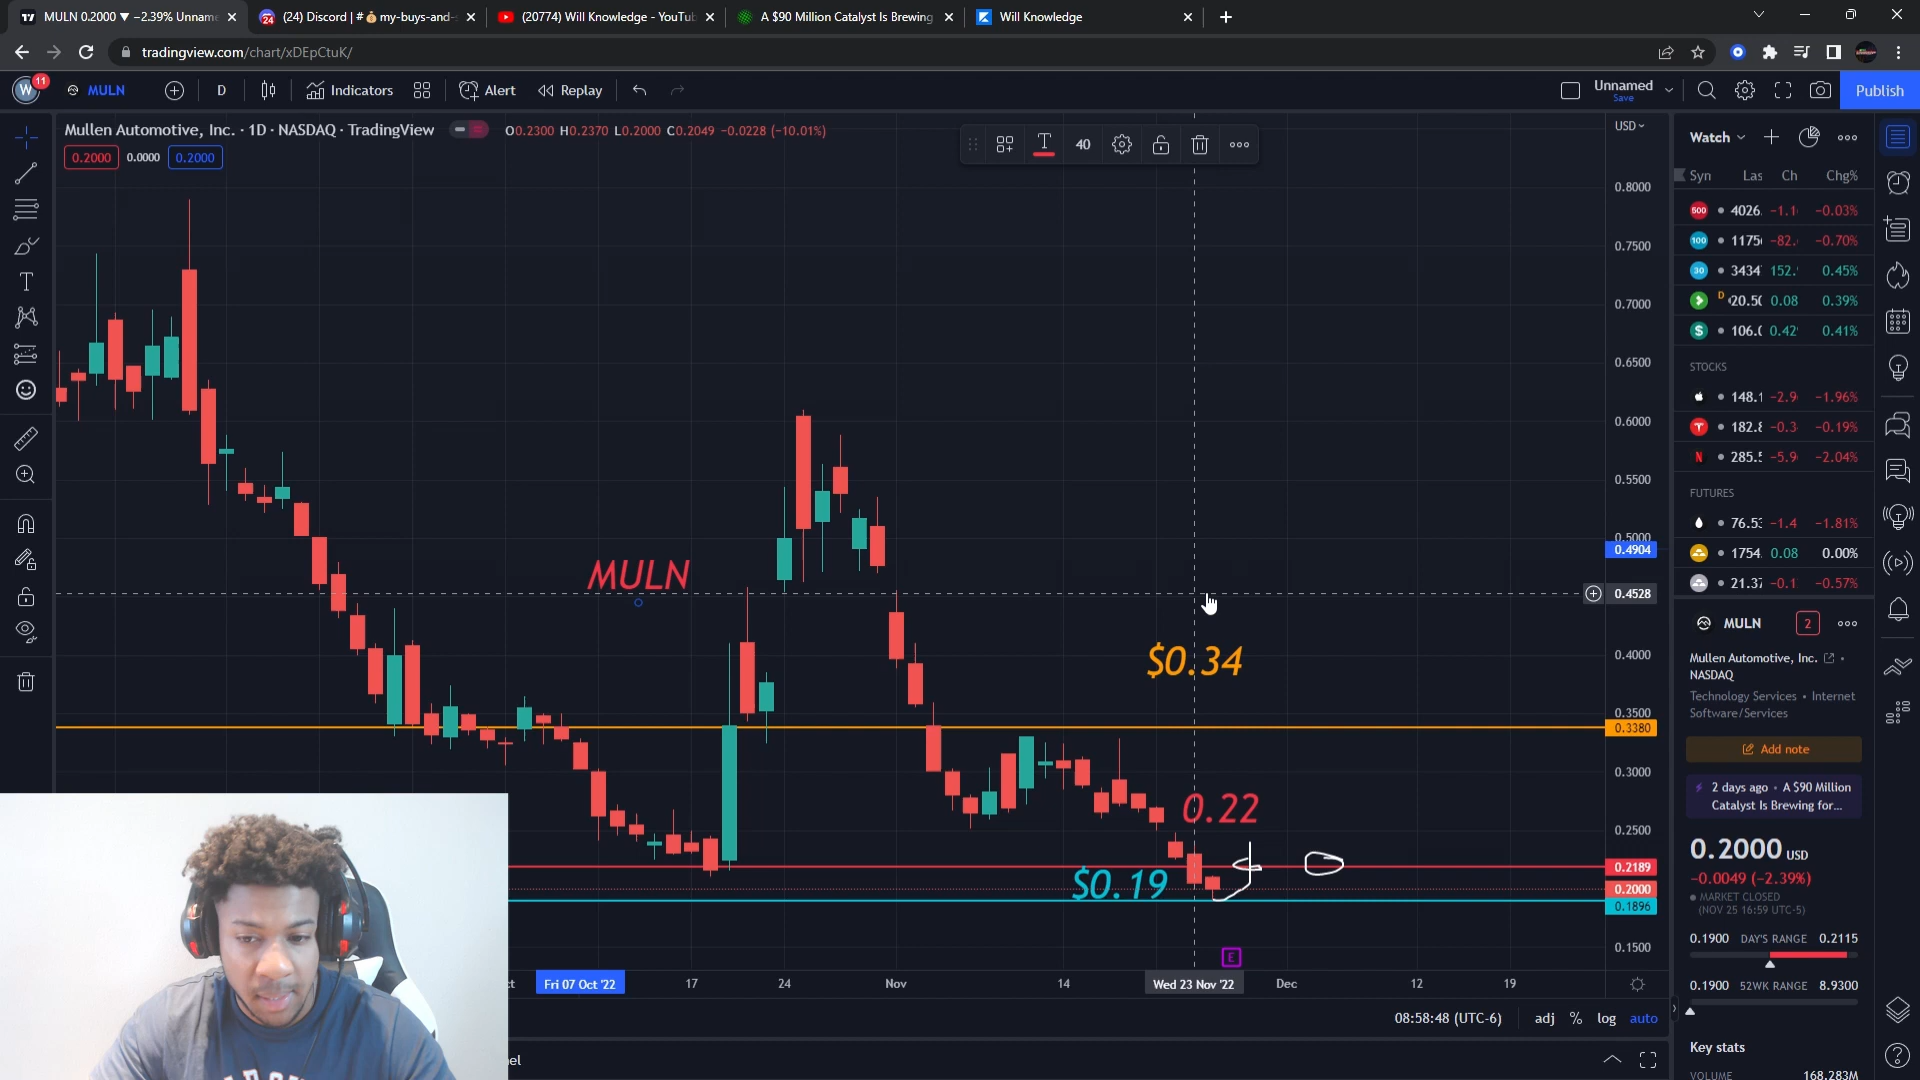 MULN 0.2000 ▼ −2.39% Unname
(24) Discord | # 💰my-buys-and-s
(20774) Will Knowledge - YouTub
A $90 Million Catalyst Is Brewing
Will Knowledge
tradingview.com/chart/xDEpCtuK/
W
11
MULN
D
Indicators
Alert
Replay
Unnamed
Save
Publish
Mullen Automotive, Inc. · 1D · NASDAQ · TradingView
O0.2300 H0.2370 L0.2000 C0.2049 −0.0228 (−10.01%)
0.2000
0.0000
0.2000
T
40
USD
0.8000
0.7500
0.7000
0.6500
0.6000
0.5500
0.5000
0.4904
0.4528
0.4000
0.3500
0.3380
0.3000
0.2500
0.2189
0.2000
0.1896
0.1500
MULN
$0.34
0.22
$0.19
E
Fri 07 Oct '22
17
24
Nov
14
Wed 23 Nov '22
Dec
12
19
08:58:48 (UTC-6)
adj
%
log
auto
Watch
Syn Las Ch Chg%
500 4026. −0.03%
100 −82. −0.70%
30 152. 0.45%
D 0.08 0.39%
0.42 0.41%
STOCKS
148.1 −2.9 −1.96%
182.8 −0.3 −0.19%
285.5 −5.9 −2.04%
FUTURES
76.53 −1.4 −1.81%
1754. 0.08 0.00%
21.37 −0.1 −0.57%
MULN
2
Mullen Automotive, Inc.
NASDAQ
Technology Services • Internet
Software/Services
Add note
2 days ago • A $90 Million
Catalyst Is Brewing for...
0.2000 USD
−0.0049 (−2.39%)
MARKET CLOSED
(NOV 25 16:59 UTC-5)
0.1900 DAY'S RANGE 0.2115
0.1900 52WK RANGE 8.9300
Key stats
VOLUME 168.283M